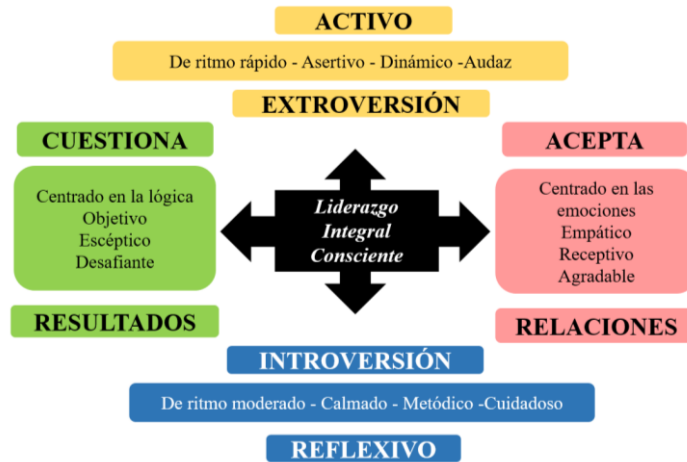 ACTIVO
De ritmo rápido - Asertivo - Dinámico -Audaz
EXTROVERSIÓN
CUESTIONA
Centrado en la lógica
Objetivo
Escéptico
Desafiante
RESULTADOS
Liderazgo
Integral
Consciente
ACEPTA
Centrado en las
emociones
Empático
Receptivo
Agradable
RELACIONES
INTROVERSIÓN
De ritmo moderado - Calmado - Metódico -Cuidadoso
REFLEXIVO